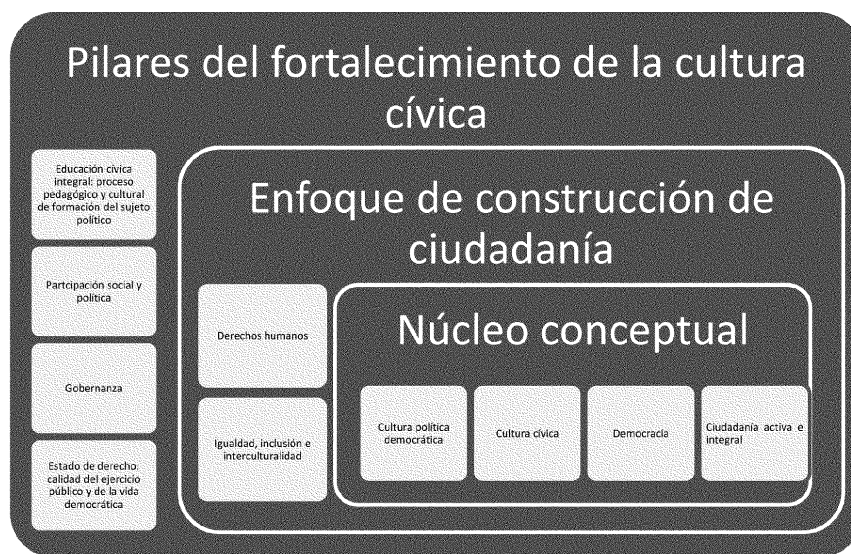 Pilares del fortalecimiento de la cultura
cívica
Educación cívica
integral: proceso
pedagógico y cultural
de formación del sujeto
político
Partcipación social y
política
Gobernanza
Estado de derecho:
calidad del ejercicio
público y de la vida
democrática
Enfoque de construcción de
ciudadanía
Derechos humanos
Igualdad, inclusión e
interculturalidad
Núcleo conceptual
Cultura política
democrática
Cultura cívica
Democracia
Ciudadanía activa e
integral